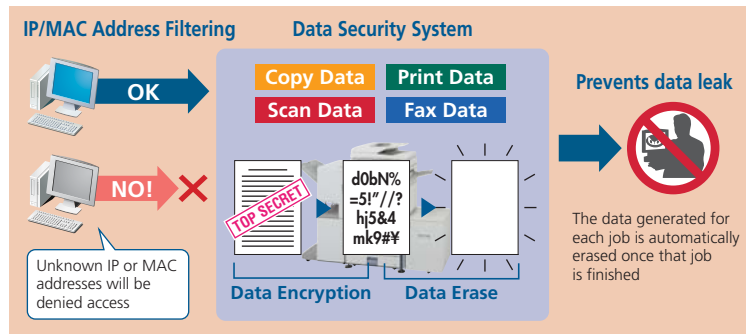 IP/MAC Address Filtering
Data Security System
OK
NO!
Unknown IP or MAC
addresses will be
denied access
Copy Data
Print Data
Scan Data
Fax Data
TOP SECRET
d0bN%
=5!"//?
hj5&4
mk9#¥
Data Encryption
Data Erase
Prevents data leak
The data generated for
each job is automatically
erased once that job
is finished